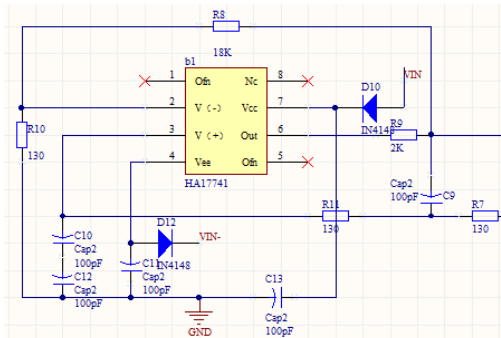 R8
18K
b1
1 Ofn Nc 8
2 V (-) Vcc 7
3 V (+) Out 6
4 Vee Ofn 5
HA17741
D10
VIN
IN4148
R9
2K
R10
130
Cap2
100pF
C9
R11
130
R7
130
D12
VIN-
IN4148
C10
Cap2
100pF
C12
Cap2
100pF
C11
Cap2
100pF
C13
Cap2
100pF
GND